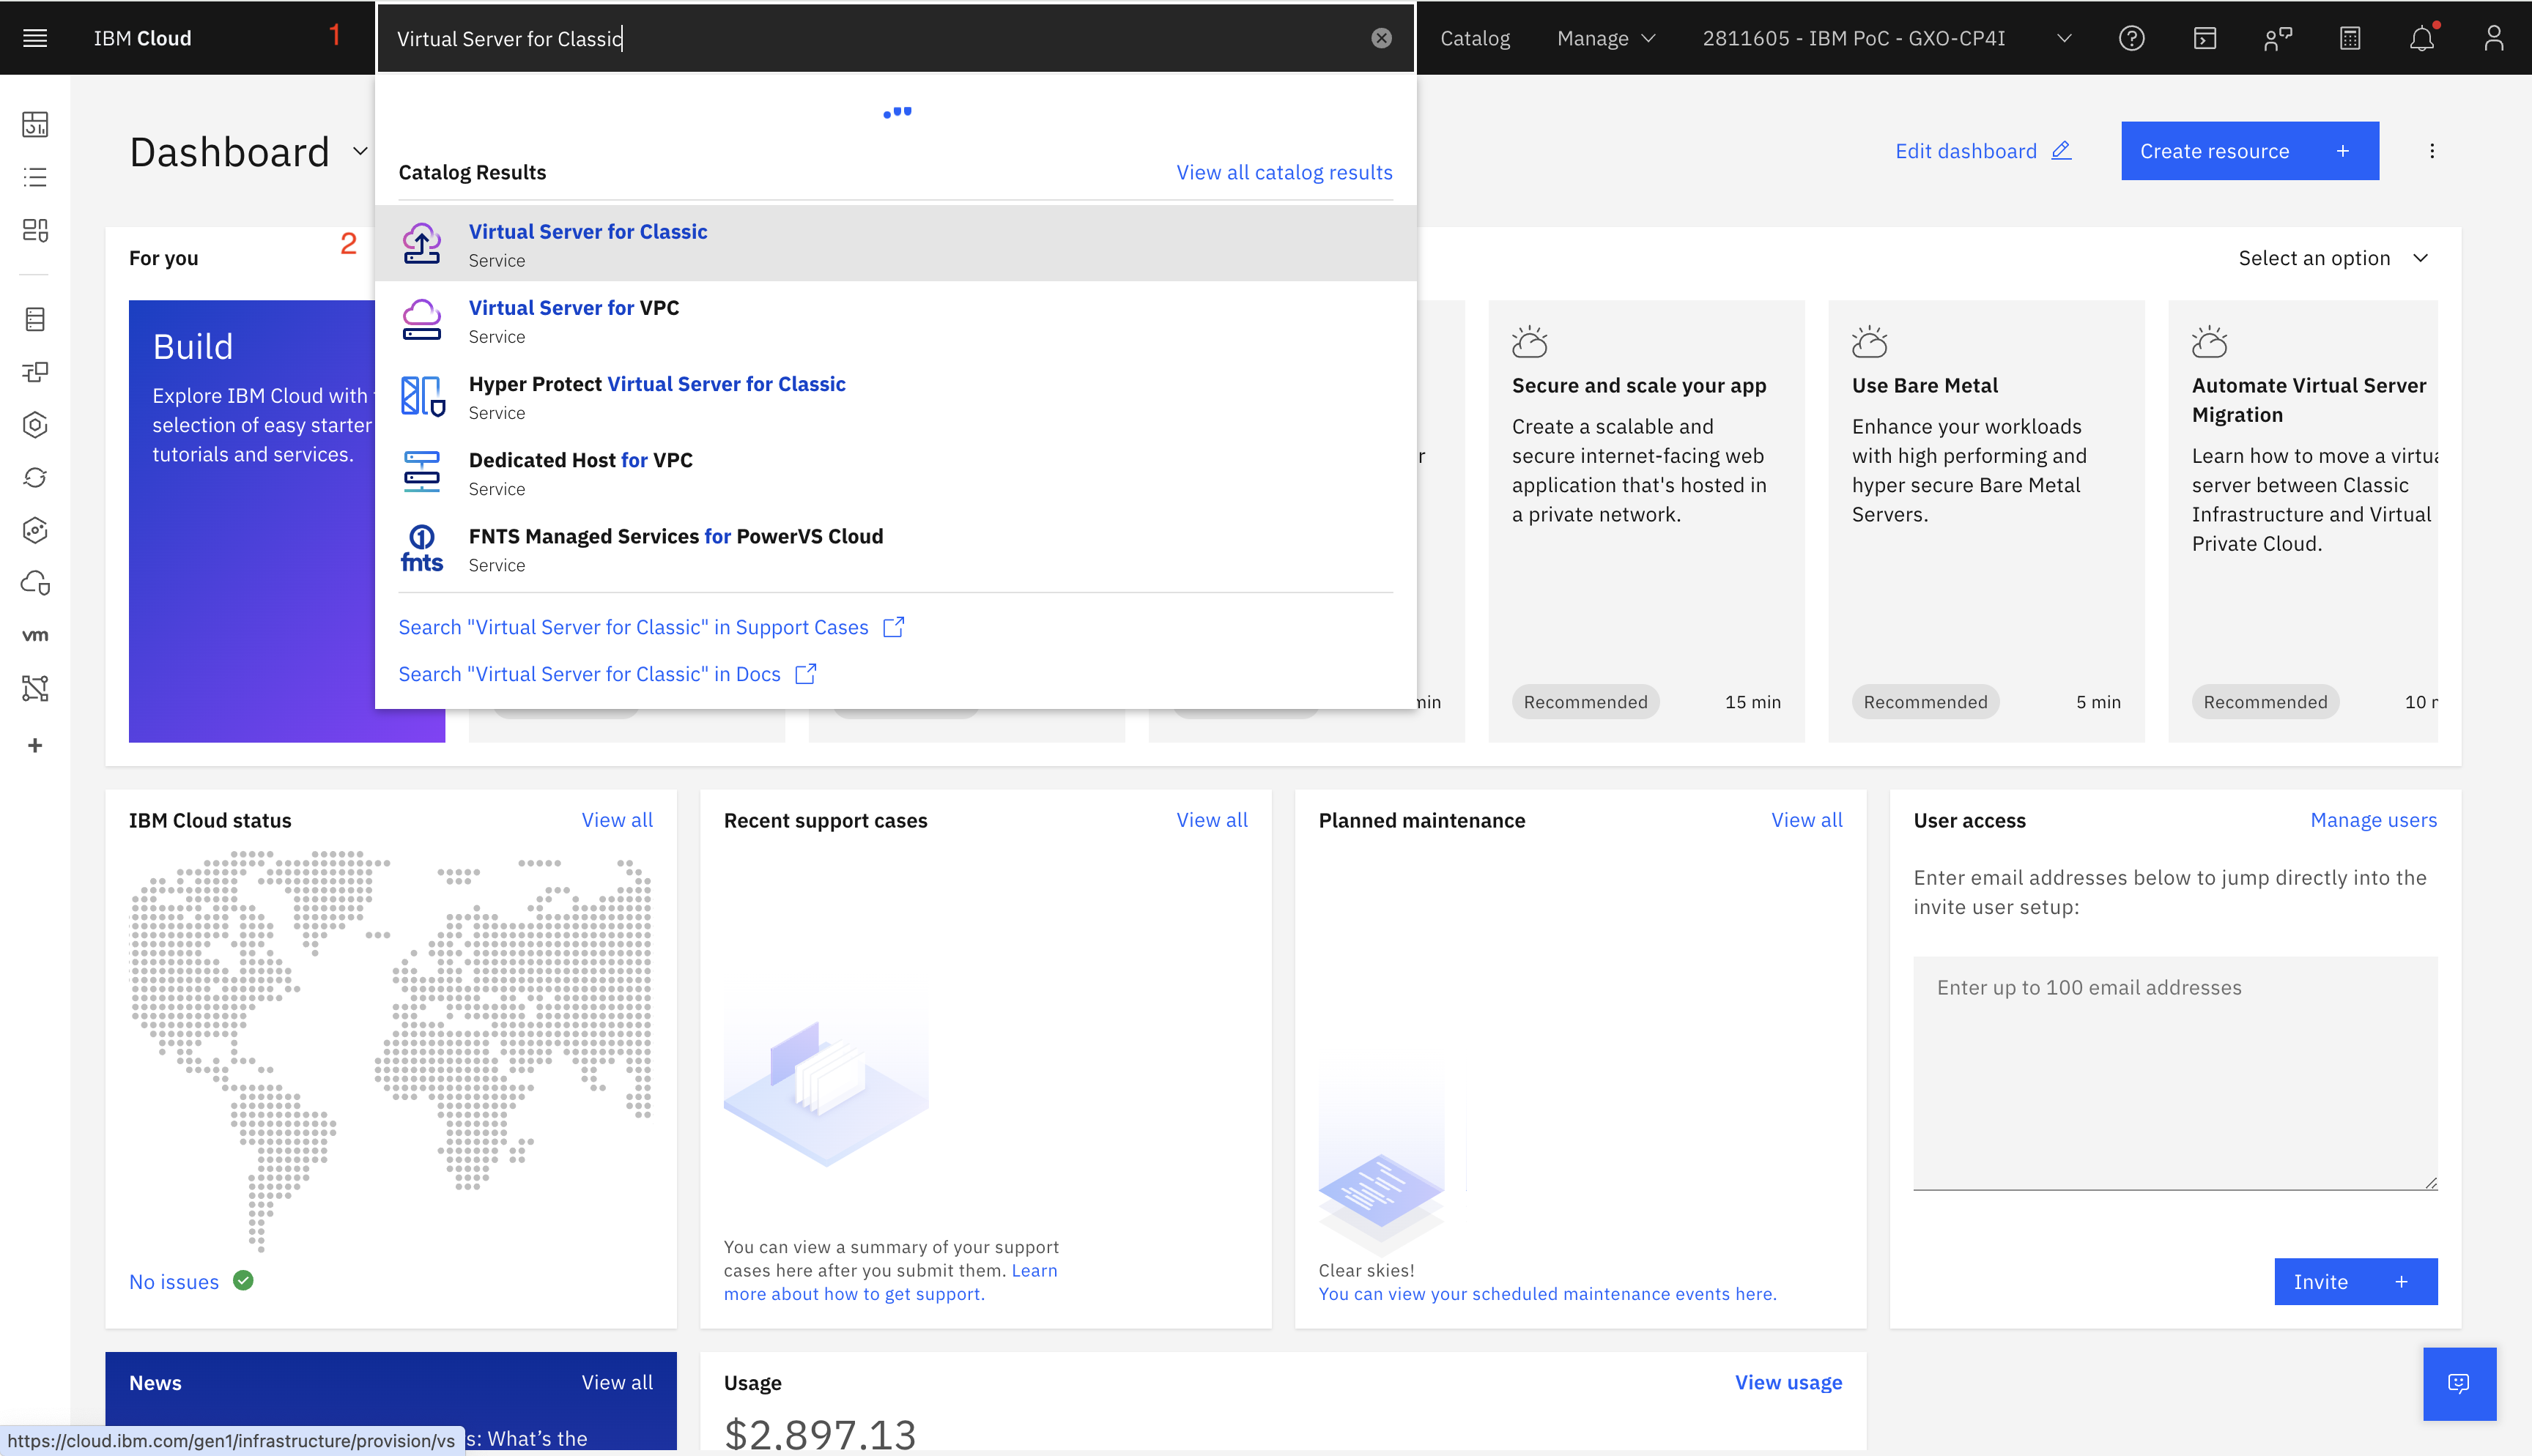 IBM Cloud
1
Virtual Server for Classic
Catalog
Manage
2811605 - IBM PoC - GXO-CP4I
Dashboard
Edit dashboard
Create resource +
Catalog Results
View all catalog results
2
Virtual Server for Classic
Service
Virtual Server for VPC
Service
Hyper Protect Virtual Server for Classic
Service
Dedicated Host for VPC
Service
fnts
FNTS Managed Services for PowerVS Cloud
Service
Search "Virtual Server for Classic" in Support Cases
Search "Virtual Server for Classic" in Docs
For you
Select an option
Build
Explore IBM Cloud with
selection of easy starter
tutorials and services.
r
min
Secure and scale your app
Create a scalable and
secure internet-facing web
application that's hosted in
a private network.
Recommended
15 min
Use Bare Metal
Enhance your workloads
with high performing and
hyper secure Bare Metal
Servers.
Recommended
5 min
Automate Virtual Server
Migration
Learn how to move a virtual
server between Classic
Infrastructure and Virtual
Private Cloud.
Recommended
10 m
vm
IBM Cloud status
View all
No issues
Recent support cases
View all
You can view a summary of your support
cases here after you submit them. Learn
more about how to get support.
Planned maintenance
View all
Clear skies!
You can view your scheduled maintenance events here.
User access
Manage users
Enter email addresses below to jump directly into the
invite user setup:
Enter up to 100 email addresses
Invite +
News
View all
s: What's the
Usage
View usage
$2,897.13
https://cloud.ibm.com/gen1/infrastructure/provision/vs